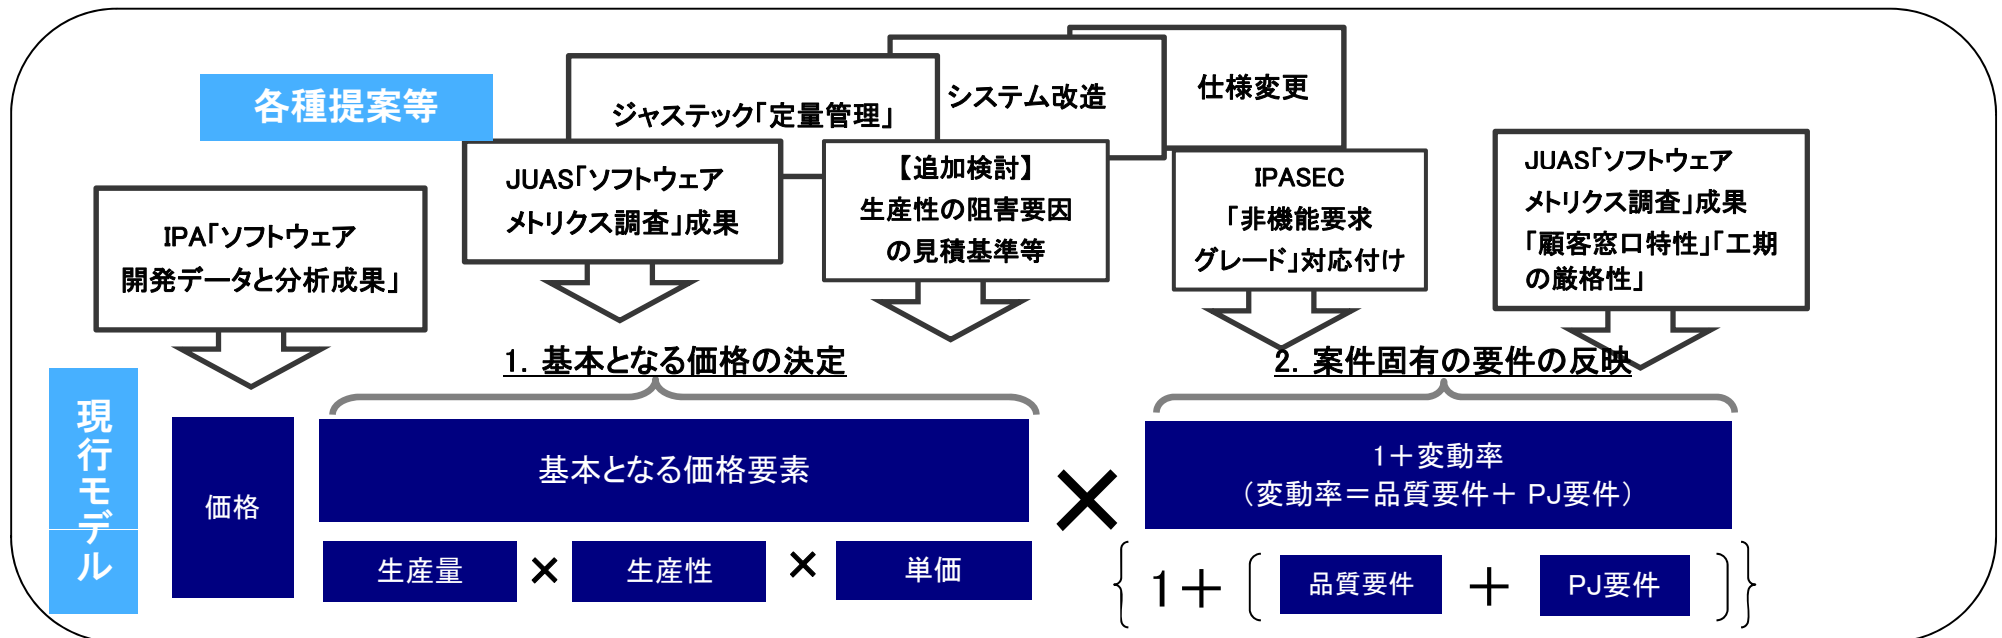 各種提案等
ジャステック「定量管理」
システム改造
仕様変更
IPA「ソフトウェア
開発データと分析成果」
JUAS「ソフトウェア
メトリクス調査」成果
【追加検討】
生産性の阻害要因
の見積基準等
IPASEC
「非機能要求
グレード」対応付け
JUAS「ソフトウェア
メトリクス調査」成果
「顧客窓口特性」「工期
の厳格性」
1. 基本となる価格の決定
2. 案件固有の要件の反映
現行モデル
価格
基本となる価格要素
×
1＋変動率
（変動率＝品質要件＋ PJ要件）
生産量 × 生産性 × 単価
｛ 1＋ （ 品質要件 ＋ PJ要件 ） ｝